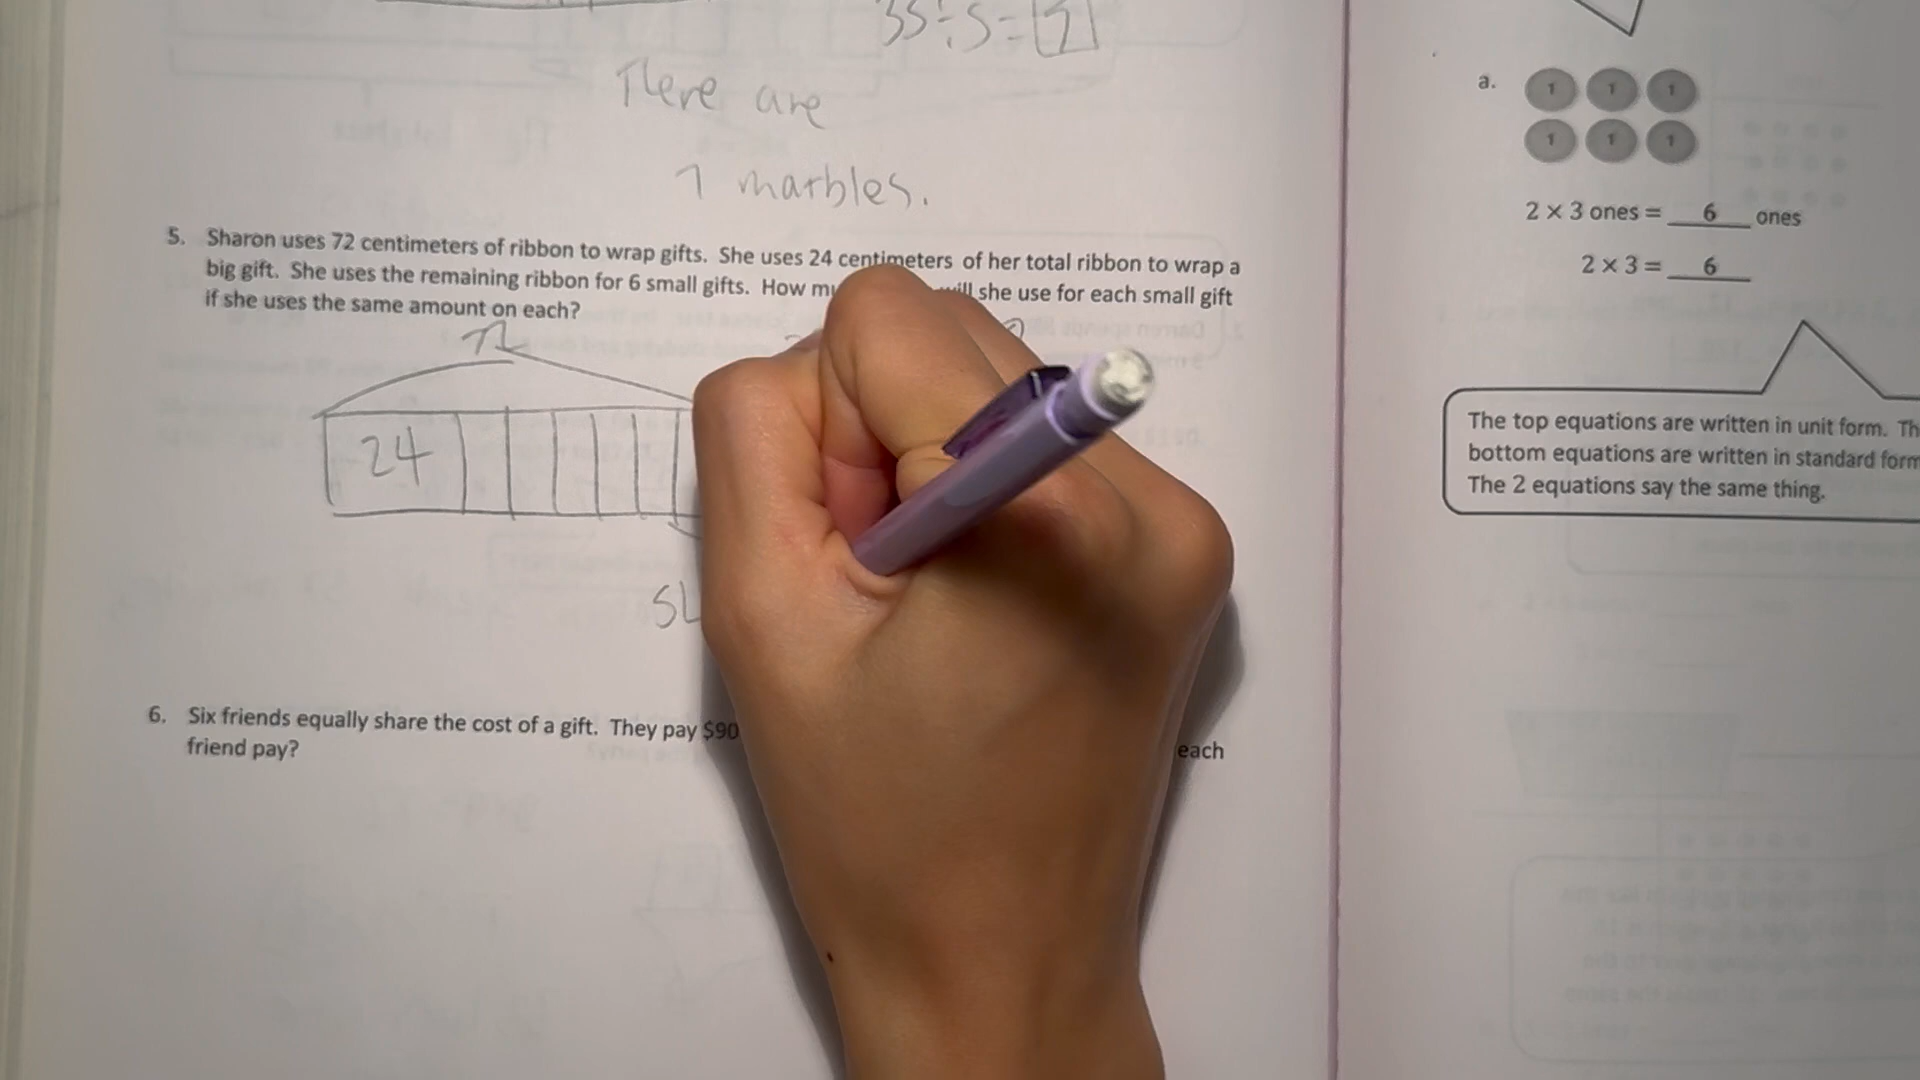 35 ÷ 5 = 7
There are
7 marbles.
5. Sharon uses 72 centimeters of ribbon to wrap gifts. She uses 24 centimeters of her total ribbon to wrap a
big gift. She uses the remaining ribbon for 6 small gifts. How will she use for each small gift
if she uses the same amount on each?
72
24
6. Six friends equally share the cost of a gift. They pay $90 each
friend pay?
a.
1 1 1
1 1 1
2 × 3 ones = 6 ones
2 × 3 = 6
The top equations are written in unit form.
bottom equations are written in standard form
The 2 equations say the same thing.